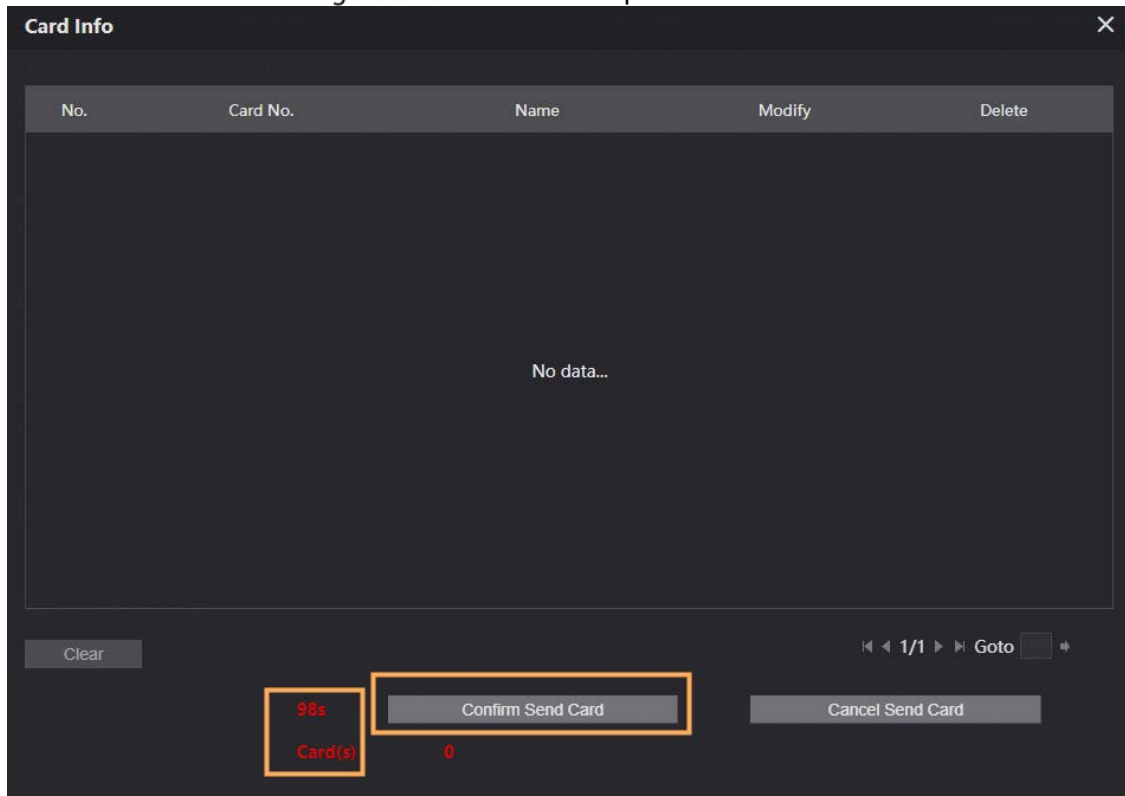 Card Info
No. Card No. Name Modify Delete
No data...
Clear 1/1 Goto
98s Confirm Send Card Cancel Send Card
Card(s) 0